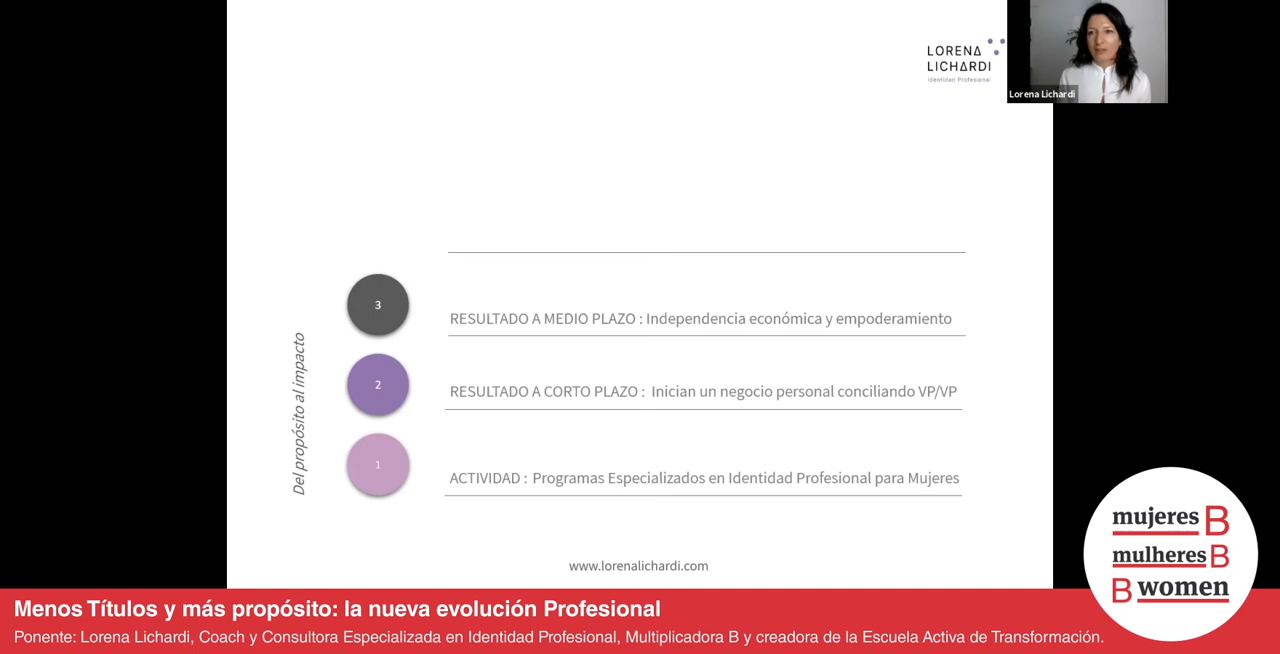 LORENA
LICHARDI
Identidad Profesional
Lorena Lichardi
3
RESULTADO A MEDIO PLAZO : Independencia económica y empoderamiento
Del propósito al impacto
2
RESULTADO A CORTO PLAZO : Inician un negocio personal conciliando VP/VP
1
ACTIVIDAD : Programas Especializados en Identidad Profesional para Mujeres
www.lorenalichardi.com
mujeres B
mulheres B
B women
Menos Títulos y más propósito: la nueva evolución Profesional
Ponente: Lorena Lichardi, Coach y Consultora Especializada en Identidad Profesional, Multiplicadora B y creadora de la Escuela Activa de Transformación.